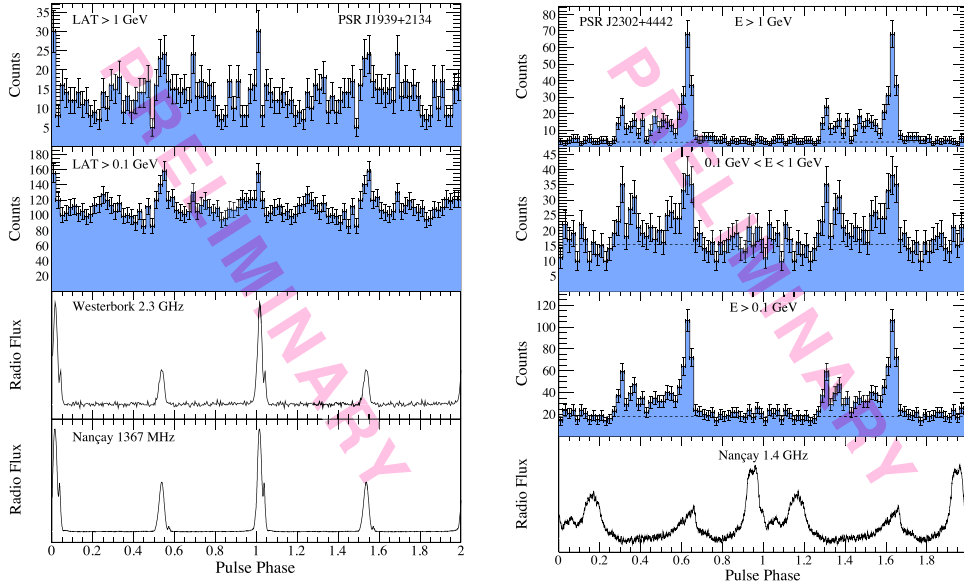 LAT > 1 GeV
PSR J1939+2134
Counts
35
30
25
20
15
10
5
LAT > 0.1 GeV
Counts
180
160
140
120
100
80
60
40
20
Westerbork 2.3 GHz
Radio Flux
Nançay 1367 MHz
Radio Flux
0 0.2 0.4 0.6 0.8 1 1.2 1.4 1.6 1.8 2
Pulse Phase
PRELIMINARY
PSR J2302+4442
E > 1 GeV
Counts
80
70
60
50
40
30
20
10
0.1 GeV < E < 1 GeV
Counts
45
40
35
30
25
20
15
10
5
E > 0.1 GeV
Counts
120
100
80
60
40
20
Nançay 1.4 GHz
Radio Flux
0 0.2 0.4 0.6 0.8 1 1.2 1.4 1.6 1.8
Pulse Phase
PRELIMINARY